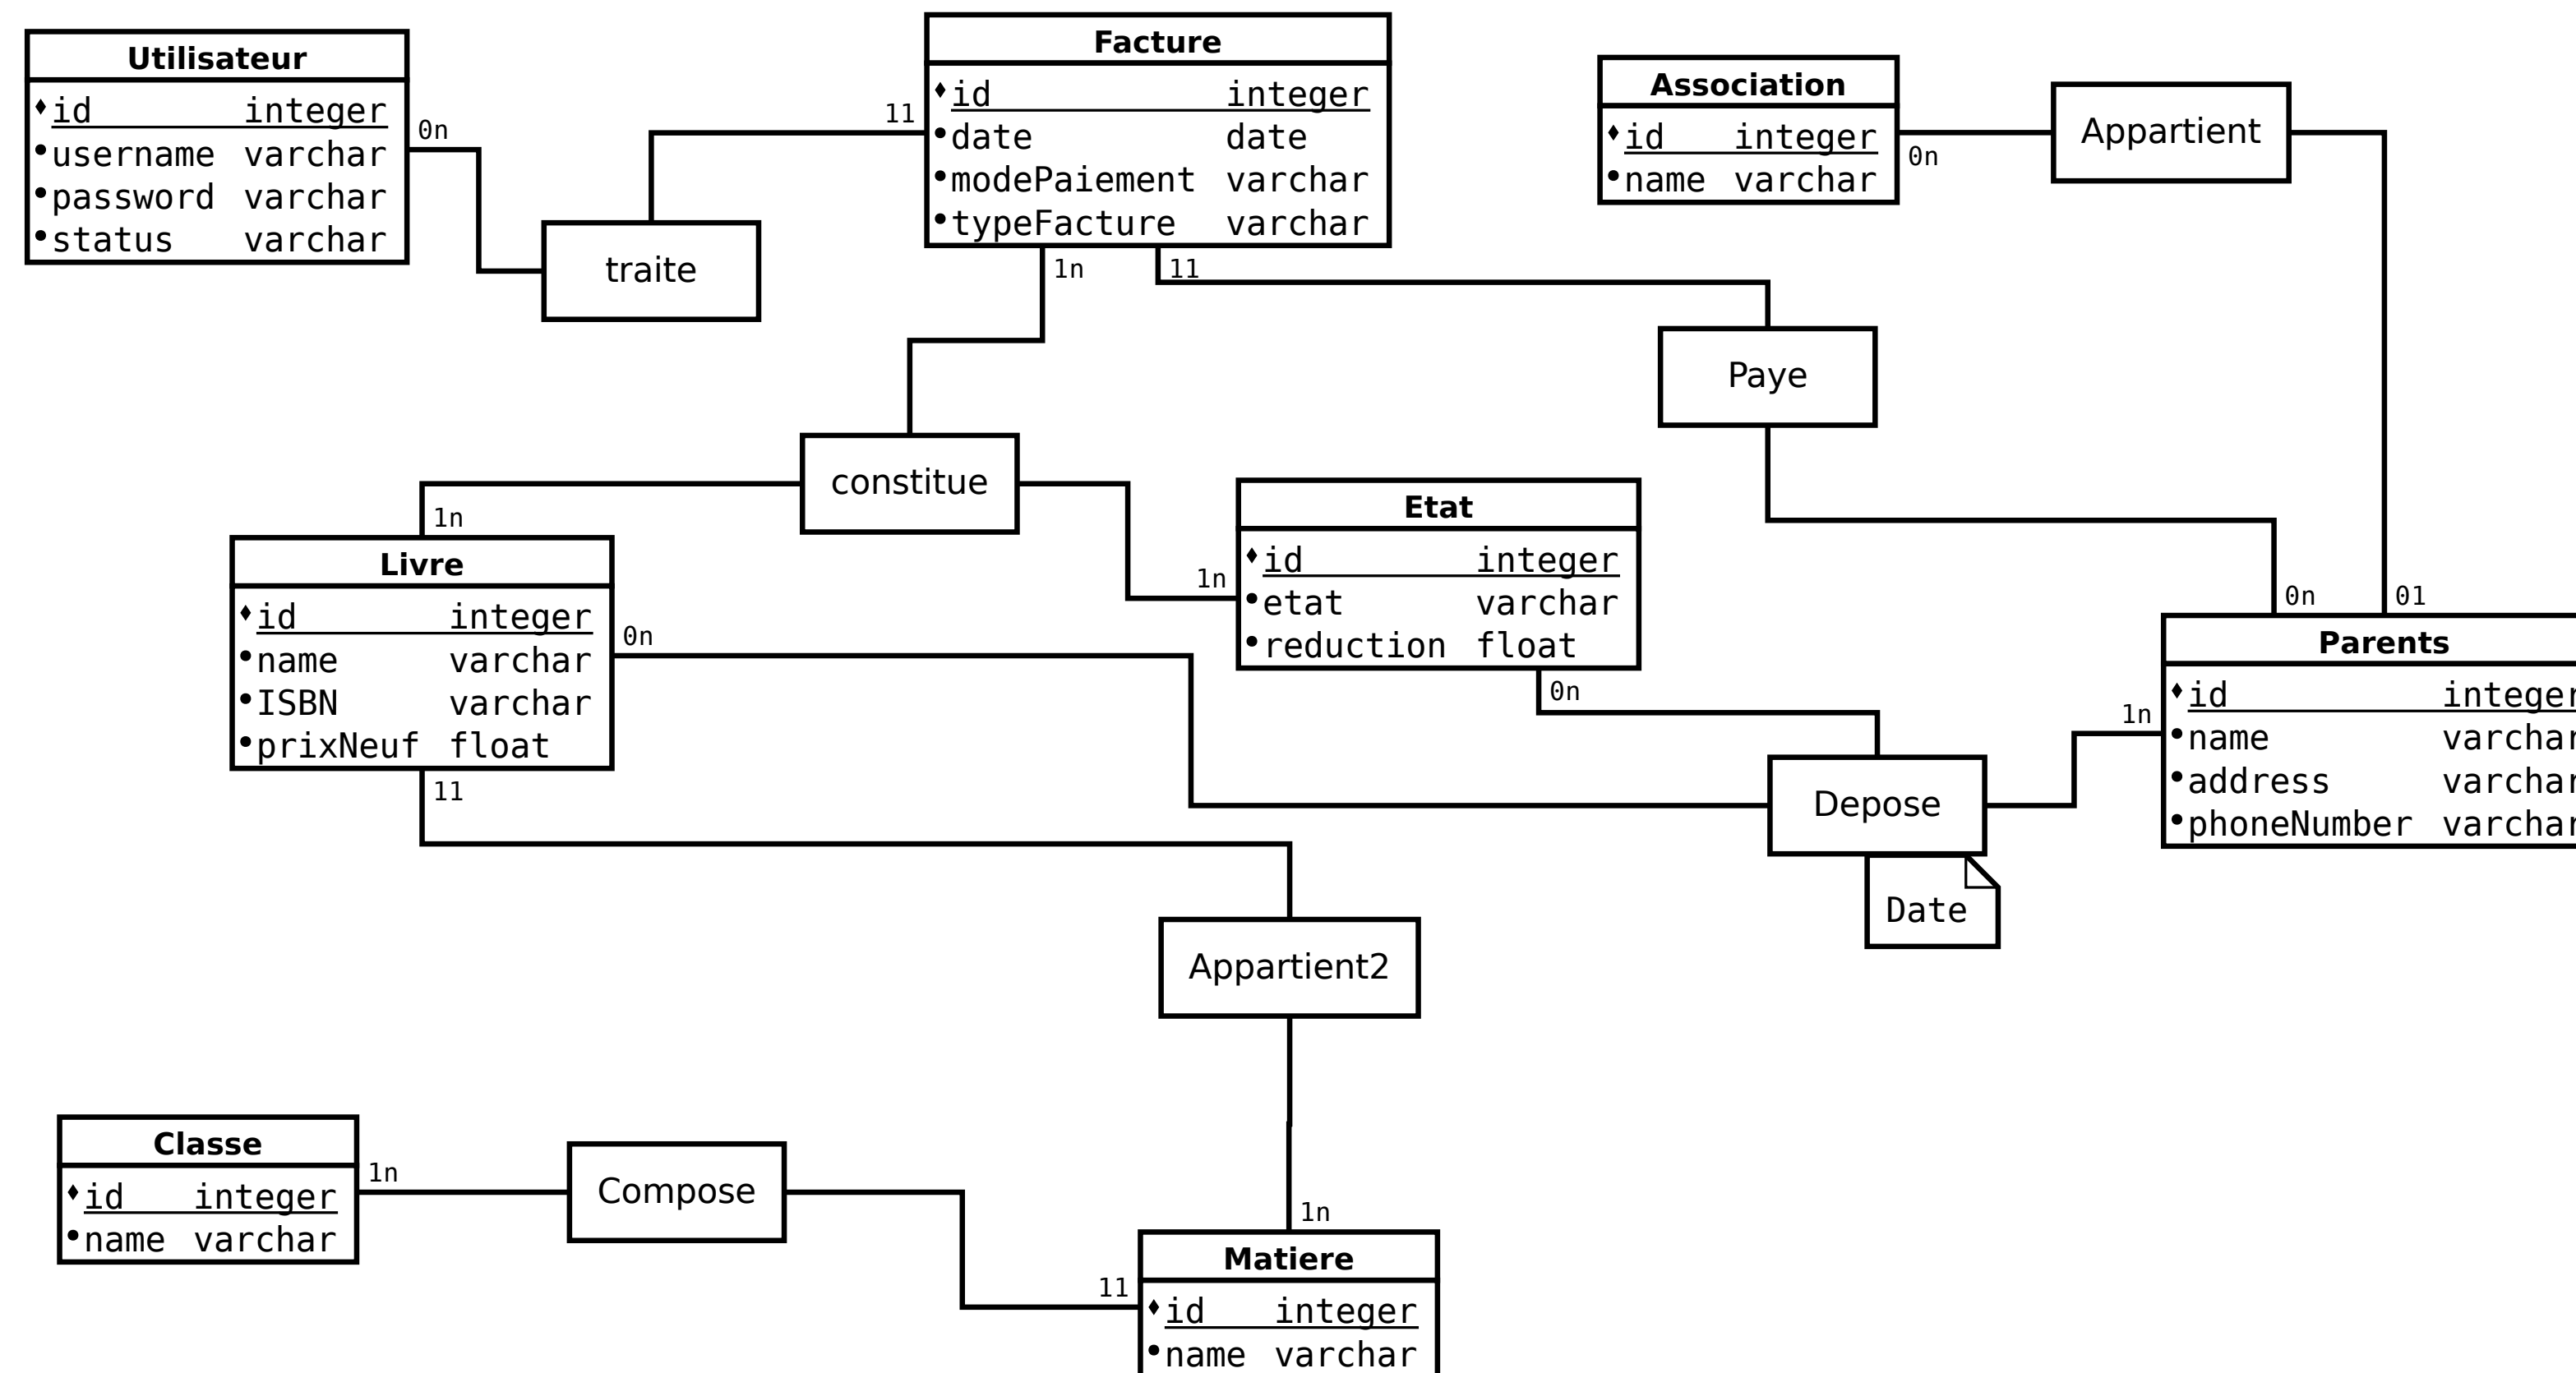 Utilisateur
id integer
username varchar
password varchar
status varchar
0n
traite
11
Facture
id integer
date date
modePaiement varchar
typeFacture varchar
1n
11
Association
id integer
name varchar
0n
Appartient
Paye
constitue
1n
1n
Etat
id integer
etat varchar
reduction float
0n
Livre
id integer
name varchar
ISBN varchar
prixNeuf float
0n
11
0n
01
Parents
id integer
name varchar
address varchar
phoneNumber varchar
1n
Depose
Date
Appartient2
Classe
id integer
name varchar
1n
Compose
11
1n
Matiere
id integer
name varchar